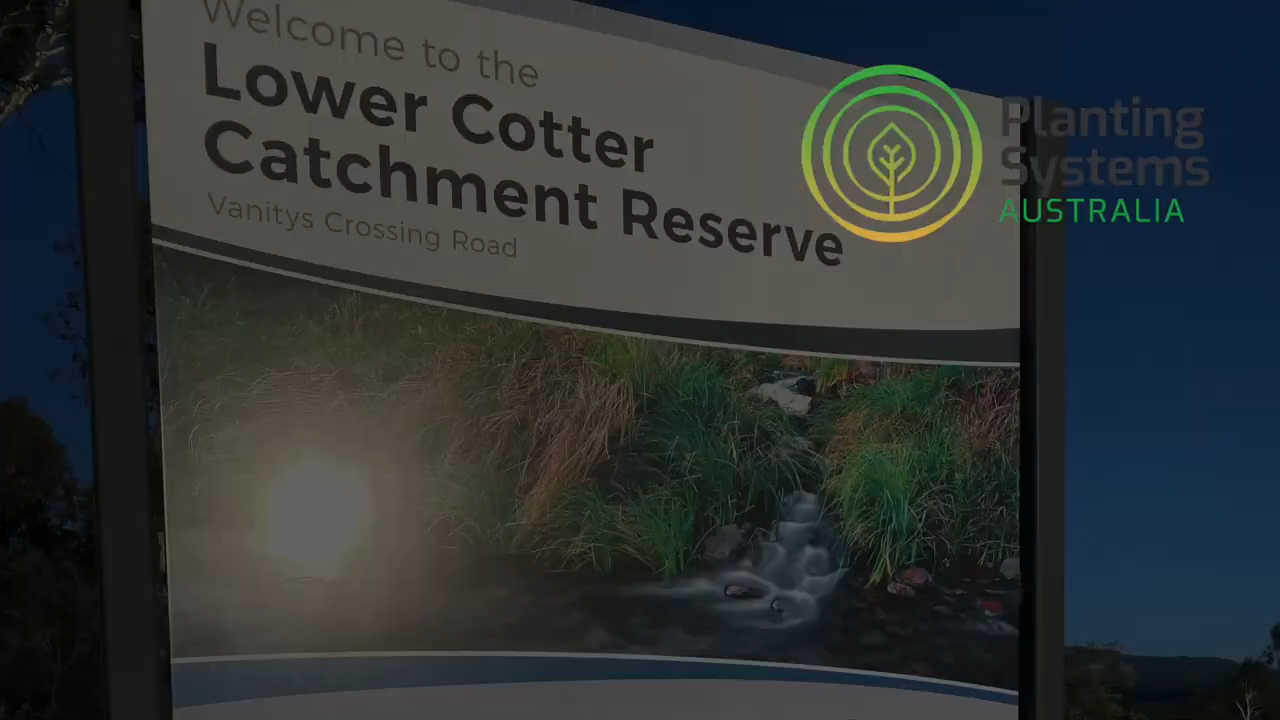 Welcome to the
Lower Cotter
Catchment Reserve
Vanitys Crossing Road
Planting
Systems
AUSTRALIA